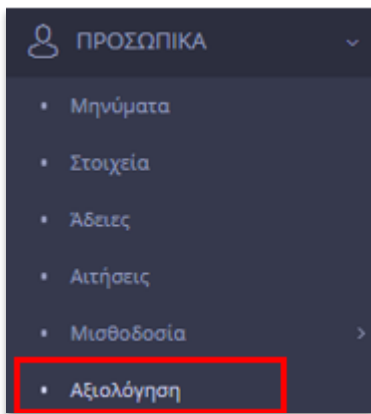 ΠΡΟΣΩΠΙΚΑ
Μηνύματα
Στοιχεία
Άδειες
Αιτήσεις
Μισθοδοσία
Αξιολόγηση